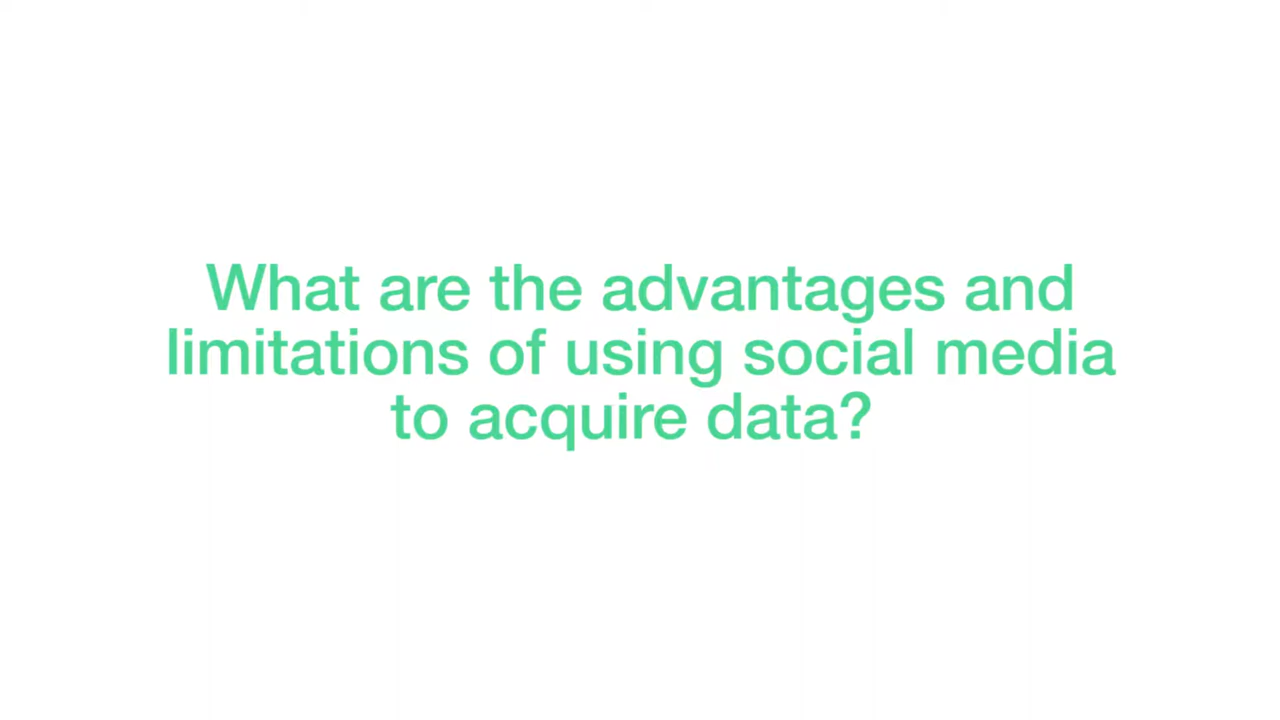 What are the advantages and
limitations of using social media
to acquire data?